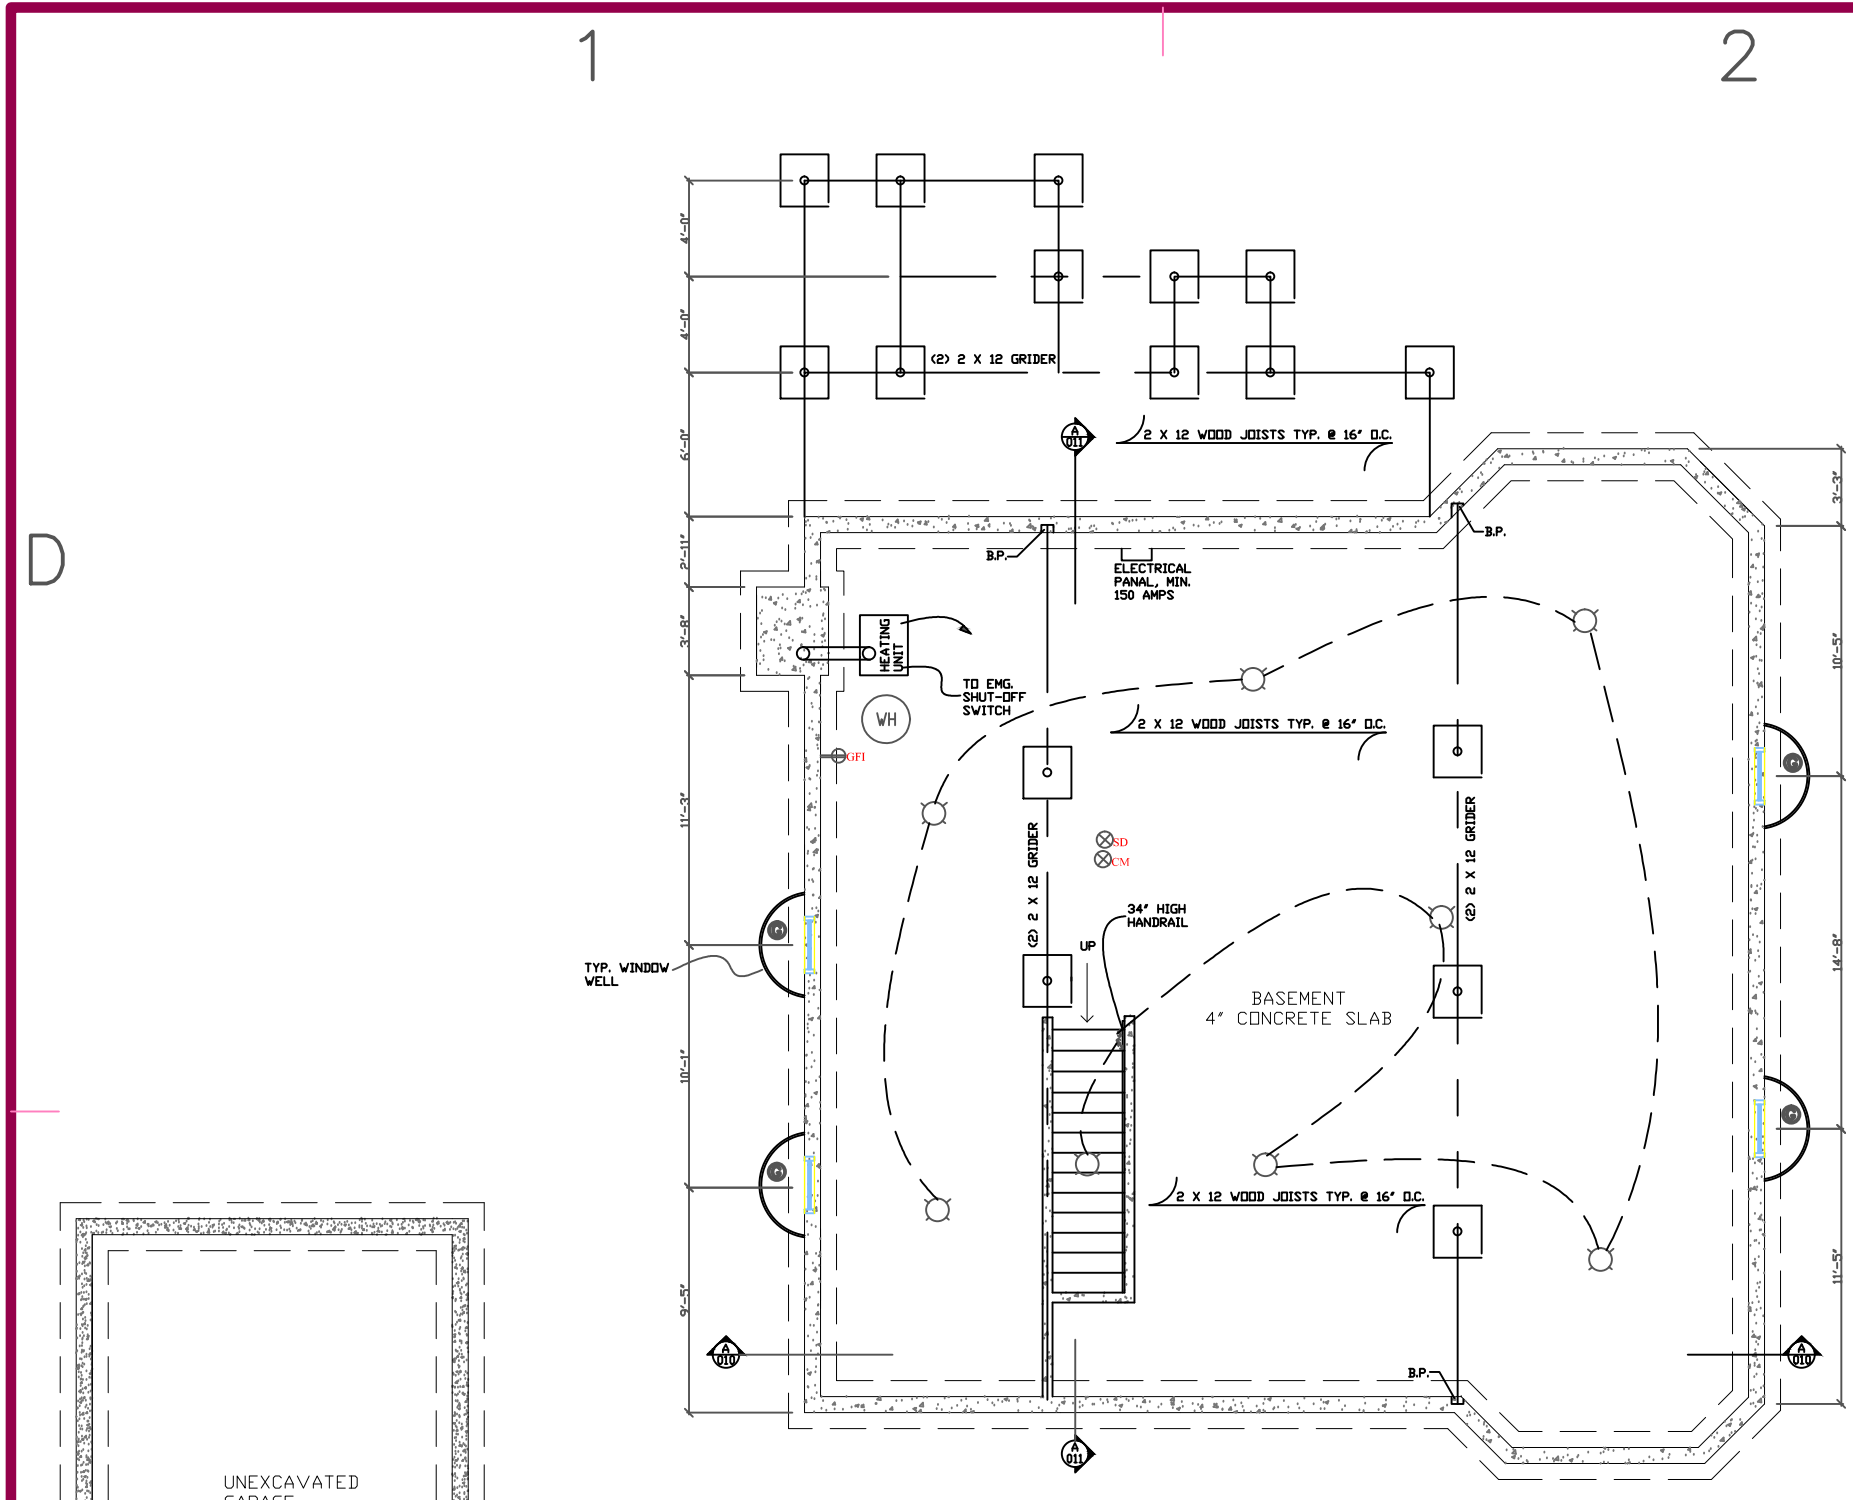 1
2
4'-0"
4'-0"
(2) 2 X 12 GRIDER
6'-0"
A
011
2 X 12 WOOD JOISTS TYP. @ 16" O.C.
3'-3"
D
2'-11"
B.P.
B.P.
ELECTRICAL
PANAL, MIN.
150 AMPS
3'-8"
HEATING
UNIT
10'-5"
TO EMG.
SHUT-OFF
SWITCH
WH
2 X 12 WOOD JOISTS TYP. @ 16" O.C.
GFI
G
11'-3"
SD
CM
(2) 2 X 12 GRIDER
(2) 2 X 12 GRIDER
34" HIGH
HANDRAIL
G
UP
14'-8"
TYP. WINDOW
WELL
BASEMENT
4" CONCRETE SLAB
10'-1"
G
G
2 X 12 WOOD JOISTS TYP. @ 16" O.C.
9'-5"
11'-5"
A
010
A
010
B.P.
A
011
UNEXCAVATED
GARAGE